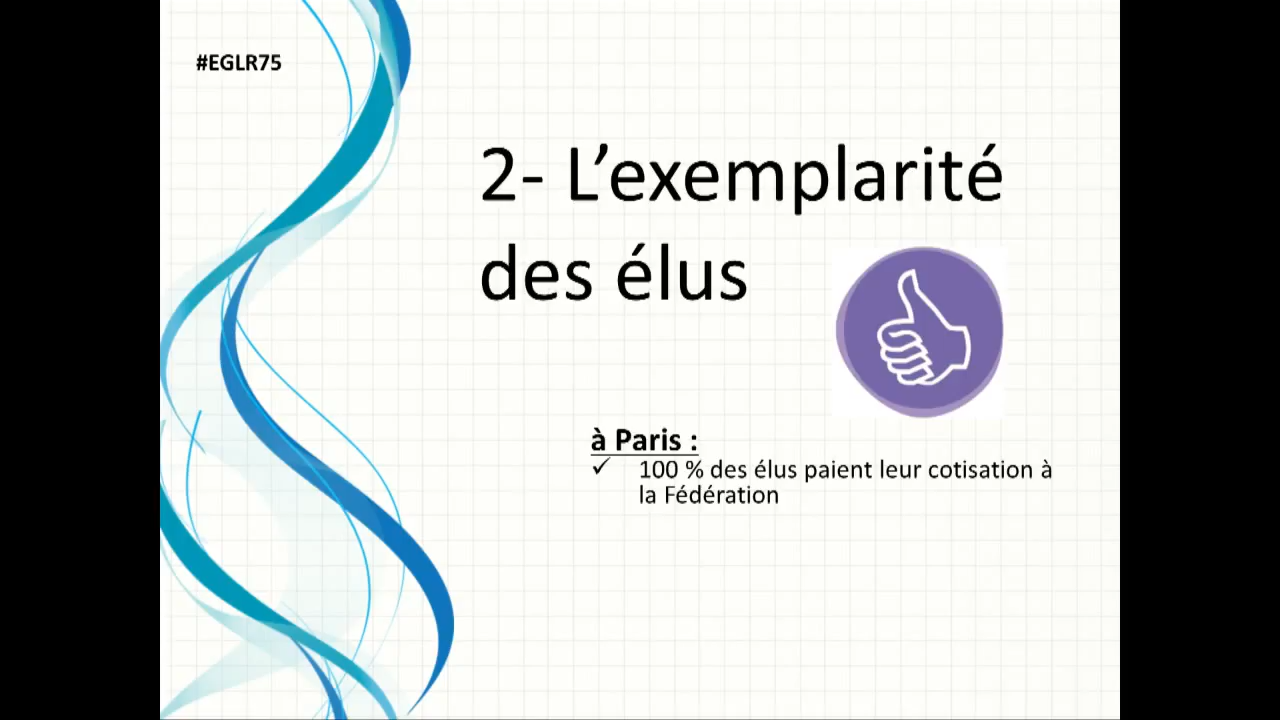 #EGLR75
2- L’exemplarité
des élus
à Paris :
✓ 100 % des élus paient leur cotisation à
la Fédération